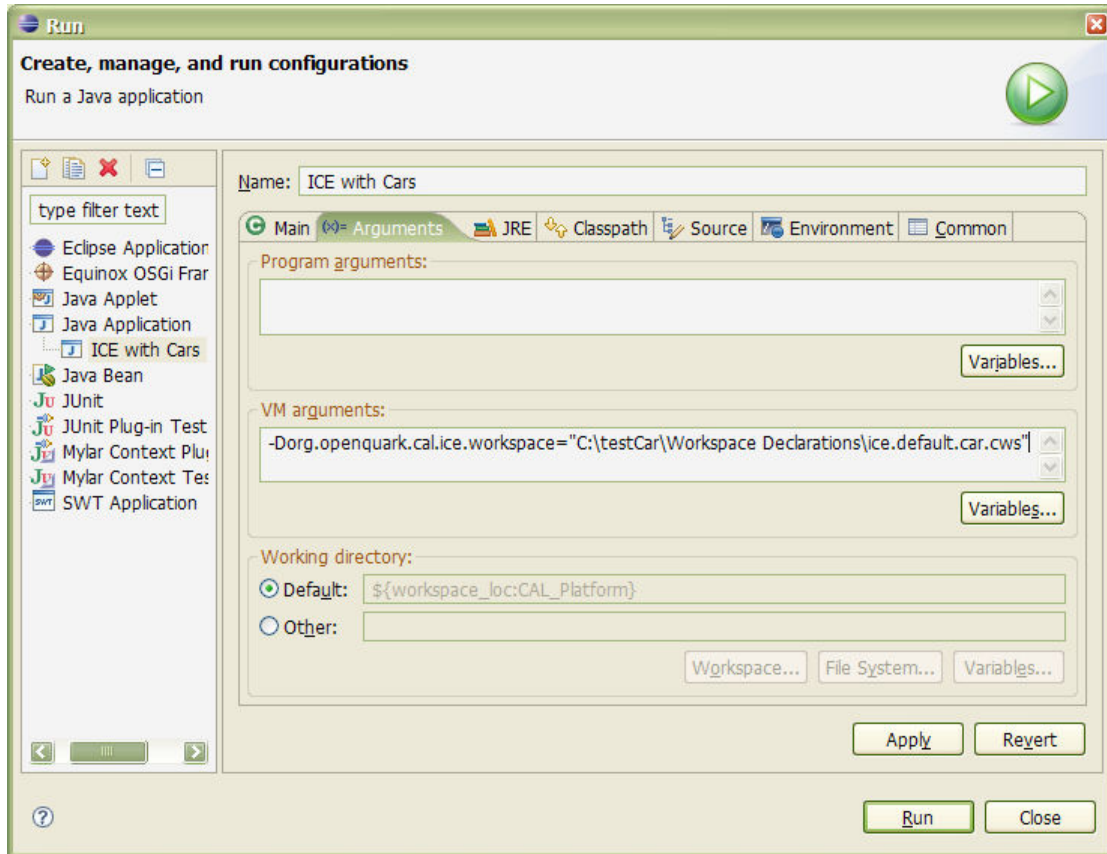 Run
Create, manage, and run configurations
Run a Java application
type filter text
Eclipse Application
Equinox OSGi Frar
Java Applet
Java Application
ICE with Cars
Java Bean
JUnit
JUnit Plug-in Test
Mylar Context Plu
Mylar Context Tes
SWT Application
Name: ICE with Cars
Main (x)= Arguments JRE Classpath Source Environment Common
Program arguments:
Variables...
VM arguments:
-Dorg.openquark.cal.ice.workspace="C:\testCar\Workspace Declarations\ice.default.car.cws"
Variables...
Working directory:
Default: ${workspace_loc:CAL_Platform}
Other:
Workspace... File System... Variables...
Apply Revert
Run Close